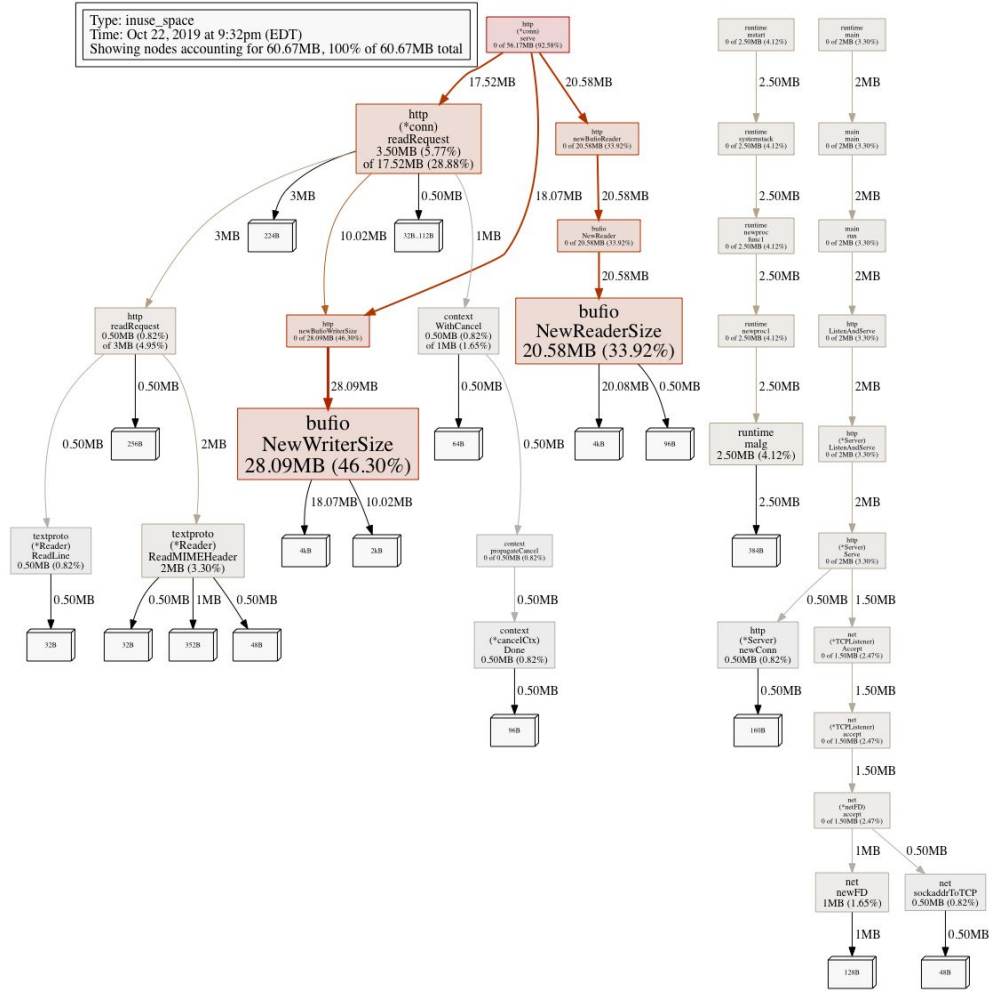 Type: inuse_space
Time: Oct 22, 2019 at 9:32pm (EDT)
Showing nodes accounting for 60.67MB, 100% of 60.67MB total
http
(*conn)
serve
0 of 56.17MB (92.58%)
runtime
mstart
0 of 2.50MB (4.12%)
runtime
main
0 of 2MB (3.30%)
17.52MB
20.58MB
2.50MB
2MB
http
(*conn)
readRequest
3.50MB (5.77%)
of 17.52MB (28.88%)
http
newBufioReader
0 of 20.58MB (33.92%)
runtime
systemstack
0 of 2.50MB (4.12%)
main
main
0 of 2MB (3.30%)
3MB
3MB
10.02MB
0.50MB
1MB
18.07MB
20.58MB
2.50MB
2MB
224B
32B..112B
bufio
NewReader
0 of 20.58MB (33.92%)
runtime
newproc
func1
0 of 2.50MB (4.12%)
main
run
0 of 2MB (3.30%)
20.58MB
2.50MB
2MB
http
readRequest
0.50MB (0.82%)
of 3MB (4.95%)
http
newBufioWriterSize
0 of 28.09MB (46.30%)
context
WithCancel
0.50MB (0.82%)
of 1MB (1.65%)
bufio
NewReaderSize
20.58MB (33.92%)
runtime
newproc1
0 of 2.50MB (4.12%)
http
ListenAndServe
0 of 2MB (3.30%)
0.50MB
0.50MB
2MB
28.09MB
0.50MB
0.50MB
20.08MB
0.50MB
2.50MB
2MB
256B
bufio
NewWriterSize
28.09MB (46.30%)
64B
4kB
96B
runtime
malg
2.50MB (4.12%)
http
(*Server)
ListenAndServe
0 of 2MB (3.30%)
18.07MB
10.02MB
2.50MB
2MB
textproto
(*Reader)
ReadLine
0.50MB (0.82%)
textproto
(*Reader)
ReadMIMEHeader
2MB (3.30%)
4kB
2kB
context
propagateCancel
0 of 0.50MB (0.82%)
384B
http
(*Server)
Serve
0 of 2MB (3.30%)
0.50MB
0.50MB
1MB
0.50MB
0.50MB
0.50MB
1.50MB
32B
32B
352B
48B
context
(*cancelCtx)
Done
0.50MB (0.82%)
http
(*Server)
newConn
0.50MB (0.82%)
net
(*TCPListener)
Accept
0 of 1.50MB (2.47%)
0.50MB
0.50MB
1.50MB
96B
160B
net
(*TCPListener)
accept
0 of 1.50MB (2.47%)
1.50MB
net
(*netFD)
accept
0 of 1.50MB (2.47%)
1MB
0.50MB
net
newFD
1MB (1.65%)
net
sockaddrToTCP
0.50MB (0.82%)
1MB
0.50MB
128B
48B